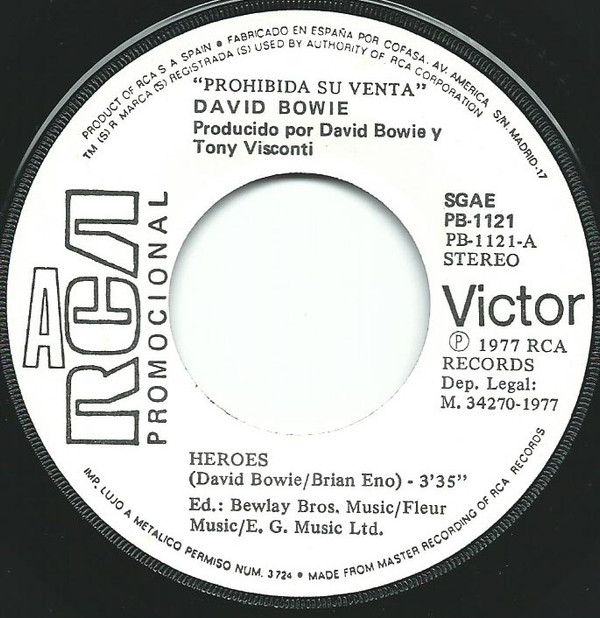 PRODUCT OF RCA S A SPAIN • FABRICADO EN ESPAÑA POR COFASA. AV. AMERICA S/N. MADRID-17
TM (S) R MARCA (S) REGISTRADA (S) USED BY AUTHORITY OF RCA CORPORATION
"PROHIBIDA SU VENTA"
DAVID BOWIE
Producido por David Bowie y
Tony Visconti
SGAE
PB-1121
PB-1121-A
STEREO
Victor
Ⓟ 1977 RCA
RECORDS
Dep. Legal:
M. 34270-1977
A
RCA
PROMOCIONAL
HEROES
(David Bowie/Brian Eno) - 3'35"
Ed.: Bewlay Bros. Music/Fleur
Music/E. G. Music Ltd.
IMP. LUJO A METALICO PERMISO NUM. 3724 • MADE FROM MASTER RECORDING OF RCA RECORDS